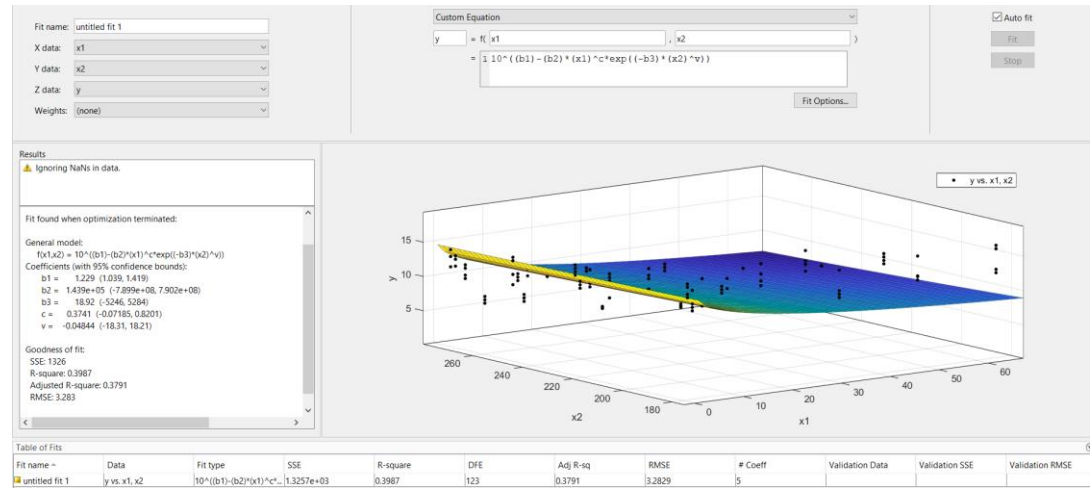 Fit name: untitled fit 1
X data: x1
Y data: x2
Z data: y
Weights: (none)
Custom Equation
y = f( x1 , x2 )
= 1 10^((b1)-(b2)*(x1)^c*exp((-b3)*(x2)^v))
Fit Options...
Auto fit
Fit
Stop
Results
Ignoring NaNs in data.
Fit found when optimization terminated:
General model:
f(x1,x2) = 10^((b1)-(b2)*(x1)^c*exp((-b3)*(x2)^v))
Coefficients (with 95% confidence bounds):
b1 = 1.229 (1.039, 1.419)
b2 = 1.439e+05 (-7.899e+08, 7.902e+08)
b3 = 18.92 (-5246, 5284)
c = 0.3741 (-0.07185, 0.8201)
v = -0.04844 (-18.31, 18.21)
Goodness of fit:
SSE: 1326
R-square: 0.3987
Adjusted R-square: 0.3791
RMSE: 3.283
y vs. x1, x2
15
10
5
y
260
240
220
200
180
x2
0
10
20
30
40
50
60
x1
Table of Fits
Fit name Data Fit type SSE R-square DFE Adj R-sq RMSE # Coeff Validation Data Validation SSE Validation RMSE
untitled fit 1 y vs. x1, x2 10^((b1)-(b2)*(x1)^c*... 1.3257e+03 0.3987 123 0.3791 3.2829 5